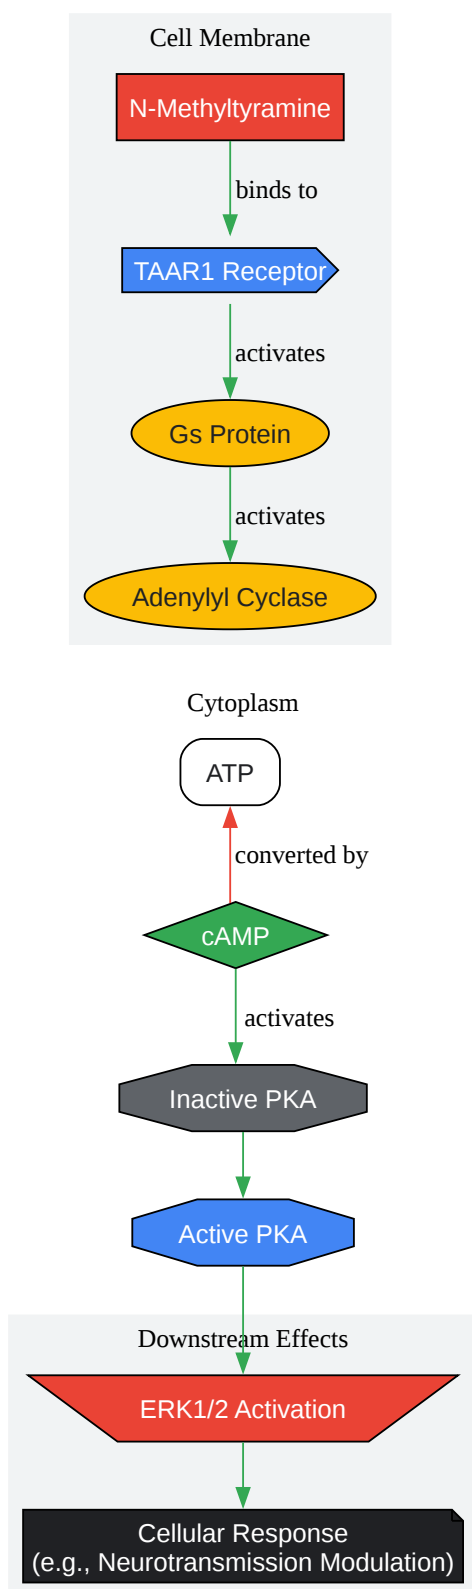 Cell Membrane
N-Methyltyramine
binds to
TAAR1 Receptor
activates
Gs Protein
activates
Adenylyl Cyclase
Cytoplasm
ATP
converted by
cAMP
activates
Inactive PKA
Active PKA
Downstream Effects
ERK1/2 Activation
Cellular Response
(e.g., Neurotransmission Modulation)